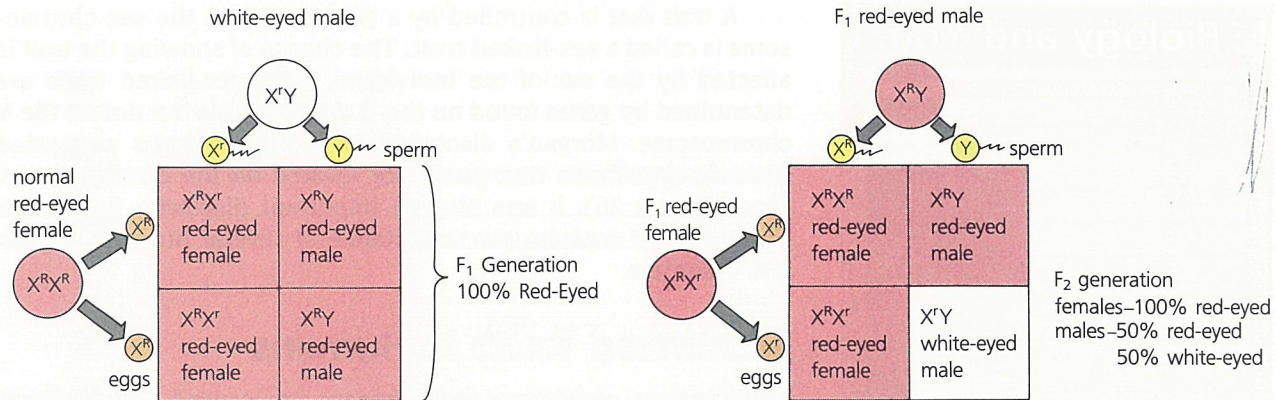 white-eyed male
XʳY
Xʳ
Y
sperm
normal
red-eyed
female
XᴿXᴿ
Xᴿ
Xᴿ
eggs
XᴿXʳ
red-eyed
female
XᴿY
red-eyed
male
XᴿXʳ
red-eyed
female
XᴿY
red-eyed
male
F₁ Generation
100% Red-Eyed
F₁ red-eyed male
XᴿY
Xᴿ
Y
sperm
F₁ red-eyed
female
XᴿXʳ
Xᴿ
Xʳ
eggs
XᴿXᴿ
red-eyed
female
XᴿY
red-eyed
male
XᴿXʳ
red-eyed
female
XʳY
white-eyed
male
F₂ generation
females–100% red-eyed
males–50% red-eyed
50% white-eyed